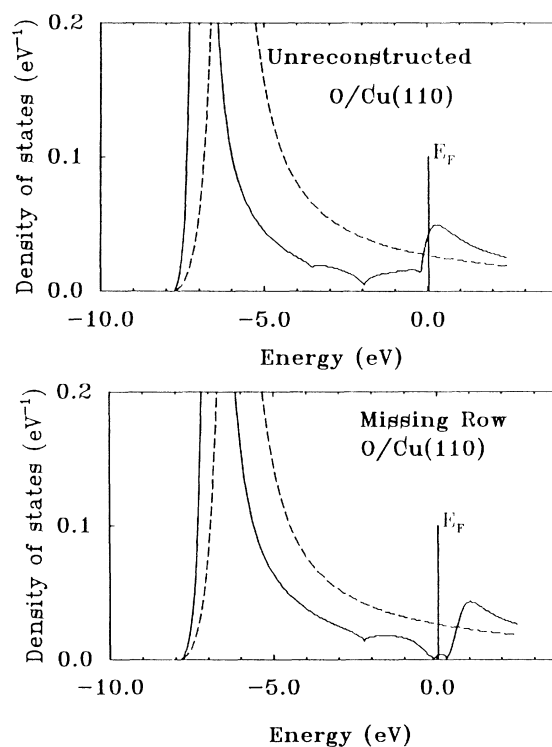 0.2
Unreconstructed
O/Cu(110)
E_F
0.1
0.0
Density of states (eV⁻¹)
−10.0 −5.0 0.0
Energy (eV)
0.2
Missing Row
O/Cu(110)
E_F
0.1
0.0
Density of states (eV⁻¹)
−10.0 −5.0 0.0
Energy (eV)